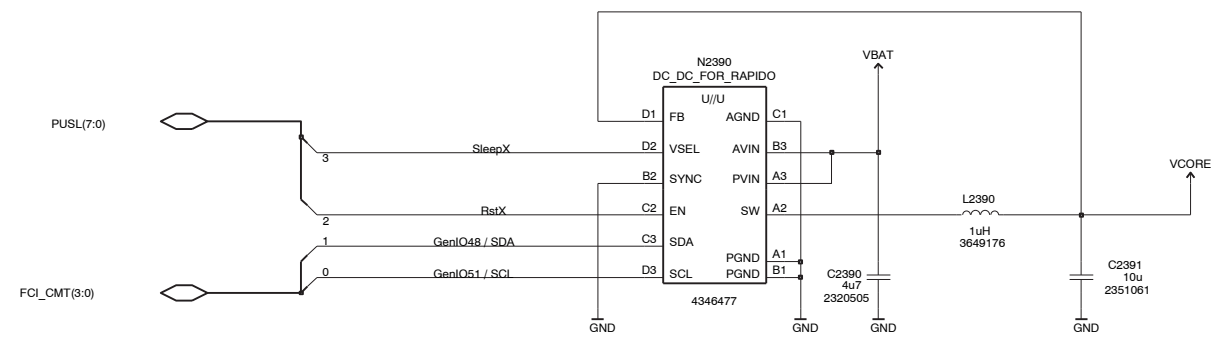 VBAT
N2390
DC_DC_FOR_RAPIDO
U//U
PUSL(7:0)
D1 FB AGND C1
3 SleepX D2 VSEL AVIN B3
VCORE
B2 SYNC PVIN A3
L2390
2 RstX C2 EN SW A2
1uH
3649176
1 GenIO48 / SDA C3 SDA
PGND A1
0 GenIO51 / SCL D3 SCL PGND B1
FCI_CMT(3:0)
C2390
4u7
2320505
C2391
10u
2351061
4346477
GND GND GND GND